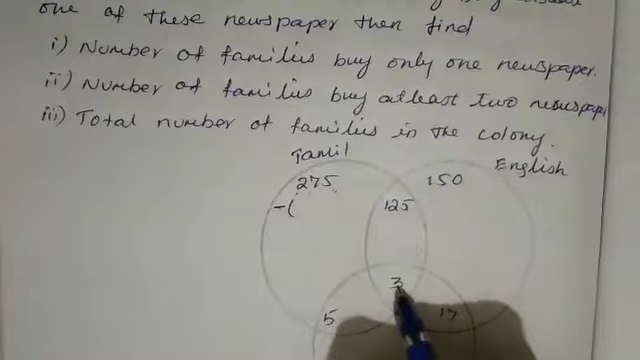 one of these newspaper then find
i) Number of families buy only one newspaper.
ii) Number of families buy atleast two newspap
iii) Total number of families in the colony.
Tamil
English
275
150
-(
125
3
5
17